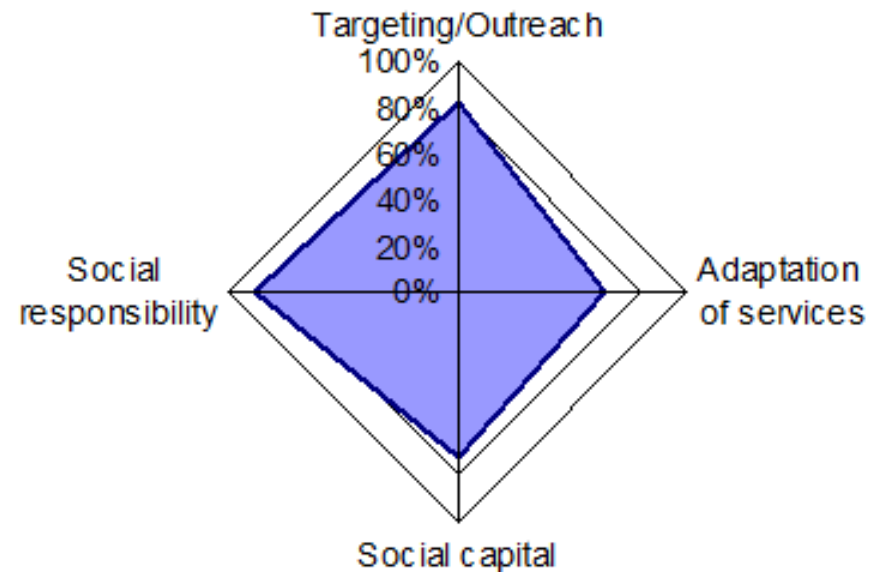 Targeting/Outreach
100%
80%
60%
40%
20%
0%
Social
responsibility
Adaptation
of services
Social capital